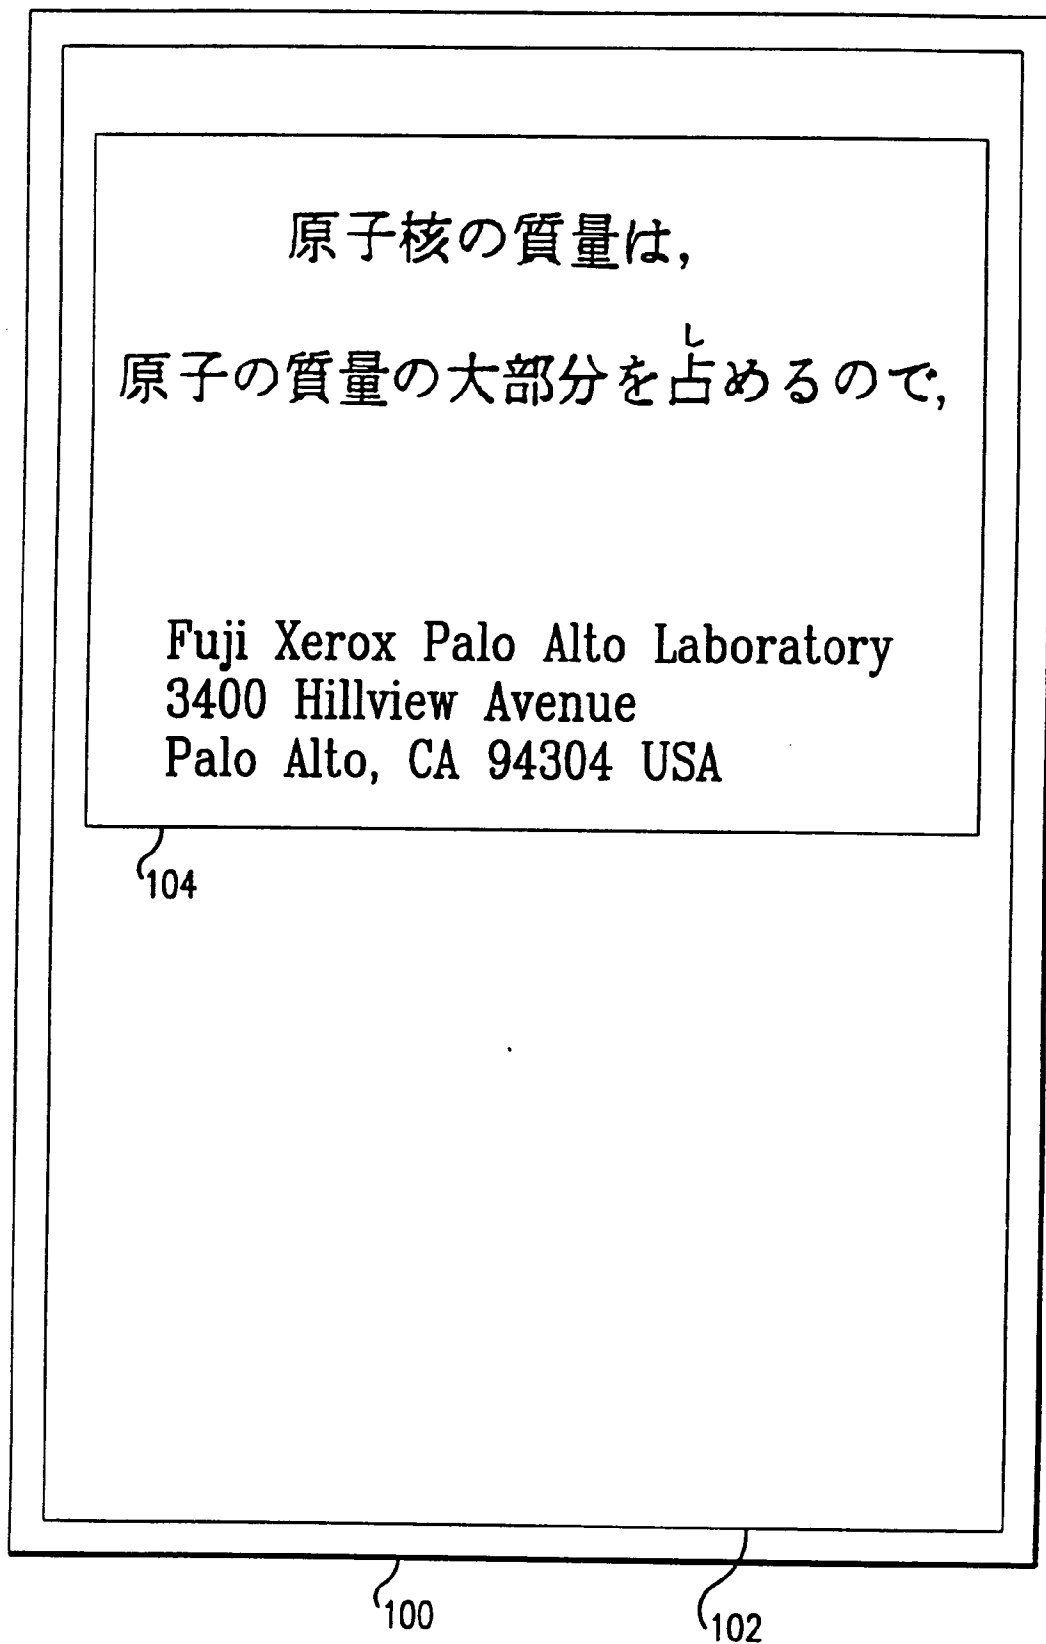 原子核の質量は,
し
原子の質量の大部分を占めるので,
Fuji Xerox Palo Alto Laboratory
3400 Hillview Avenue
Palo Alto, CA 94304 USA
104
100
102